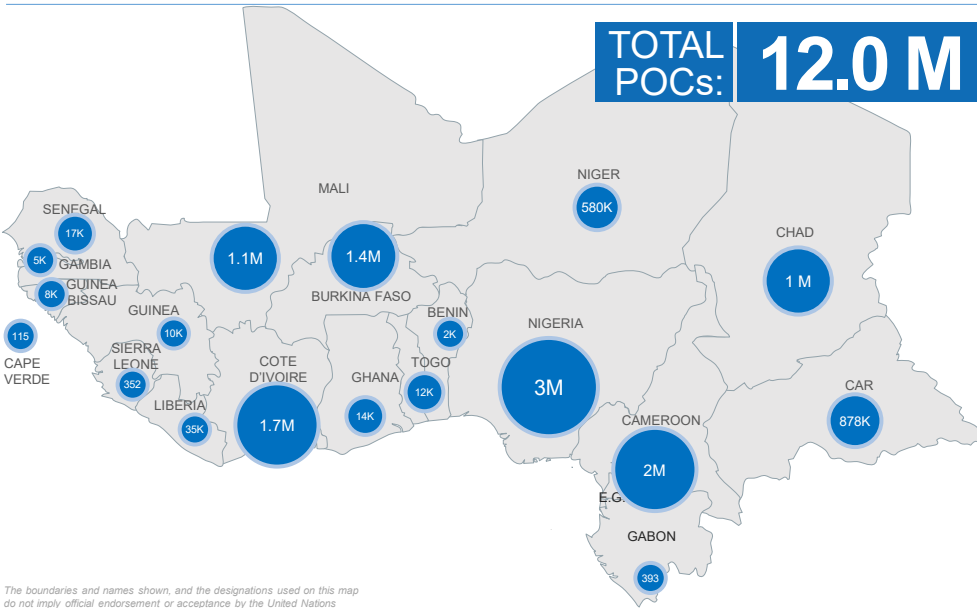 TOTAL
POCs:
12.0 M
MALI
NIGER
580K
SENEGAL
17K
CHAD
1 M
5K
GAMBIA
1.1M
1.4M
BURKINA FASO
8K
GUINEA
BISSAU
GUINEA
10K
BENIN
2K
NIGERIA
3M
115
CAPE
VERDE
SIERRA
LEONE
352
COTE
D'IVOIRE
1.7M
GHANA
14K
TOGO
12K
LIBERIA
35K
CAR
878K
CAMEROON
2M
E.G.
GABON
393
The boundaries and names shown, and the designations used on this map
do not imply official endorsement or acceptance by the United Nations